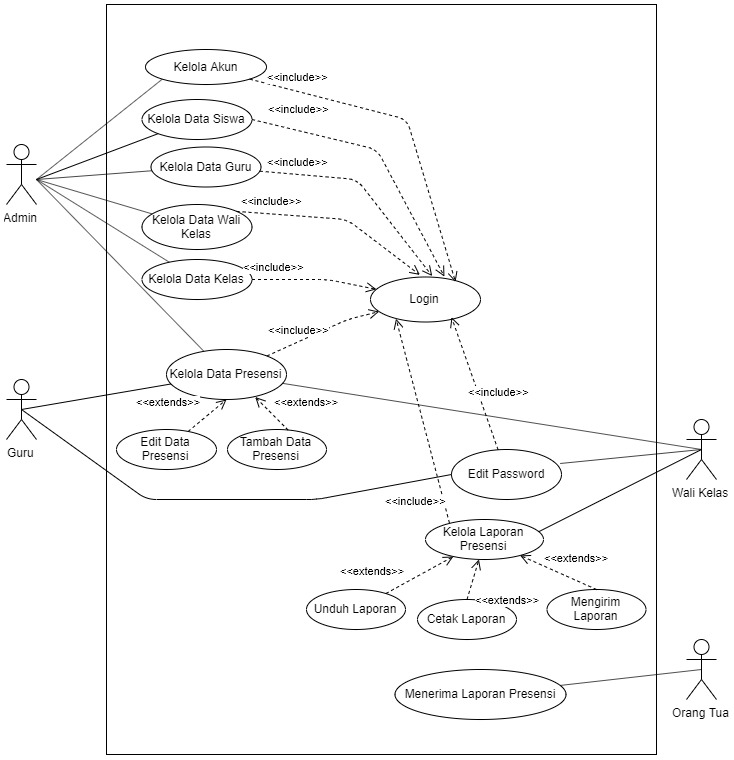 Kelola Akun
<<include>>
Kelola Data Siswa
<<include>>
Kelola Data Guru
<<include>>
Admin
Kelola Data Wali
Kelas
<<include>>
Kelola Data Kelas
<<include>>
Login
<<include>>
Kelola Data Presensi
<<extends>>
<<extends>>
<<include>>
Guru
Edit Data
Presensi
Tambah Data
Presensi
Edit Password
Wali Kelas
<<include>>
Kelola Laporan
Presensi
<<extends>>
<<extends>>
<<extends>>
Unduh Laporan
Cetak Laporan
Mengirim
Laporan
Menerima Laporan Presensi
Orang Tua